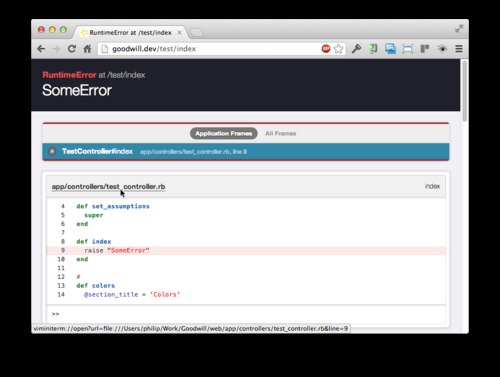 RuntimeError at /test/index
goodwill.dev/test/index
RuntimeError at /test/index
SomeError
Application Frames All Frames
TestController#index app/controllers/test_controller.rb, line 9
app/controllers/test_controller.rb index
4 def set_assumptions
5 super
6 end
7
8 def index
9 raise "SomeError"
10 end
11
12 #
13 def colors
14 @section_title = 'Colors'
>>
viminiterm://open?url=file:///Users/philip/Work/Goodwill/web/app/controllers/test_controller.rb&line=9